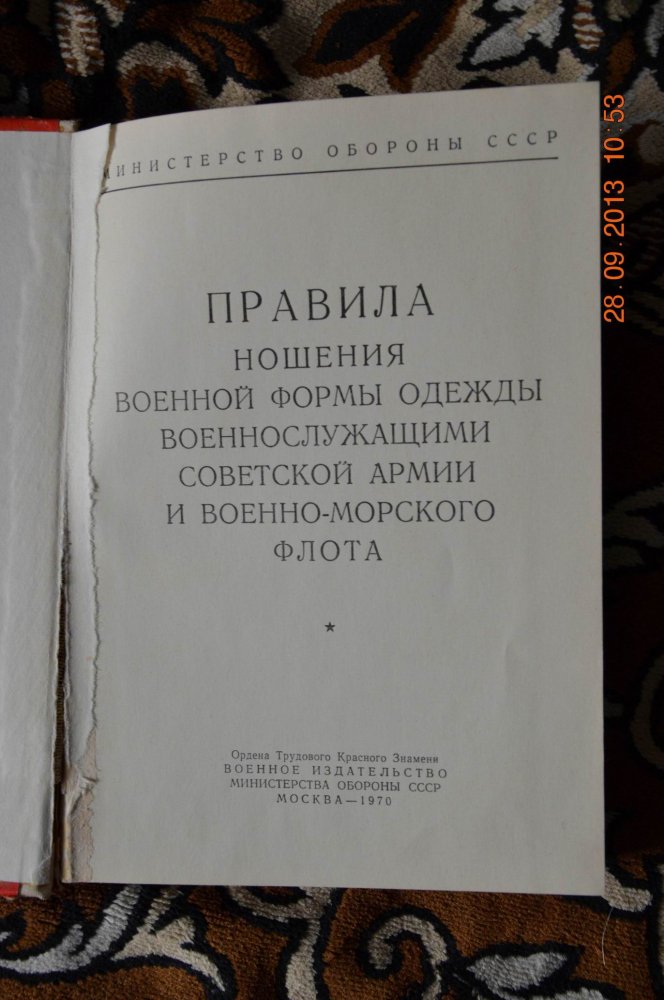 МИНИСТЕРСТВО ОБОРОНЫ СССР
ПРАВИЛА
НОШЕНИЯ
ВОЕННОЙ ФОРМЫ ОДЕЖДЫ
ВОЕННОСЛУЖАЩИМИ
СОВЕТСКОЙ АРМИИ
И ВОЕННО-МОРСКОГО
ФЛОТА
Ордена Трудового Красного Знамени
ВОЕННОЕ ИЗДАТЕЛЬСТВО
МИНИСТЕРСТВА ОБОРОНЫ СССР
МОСКВА—1970
28.09.2013 10:53